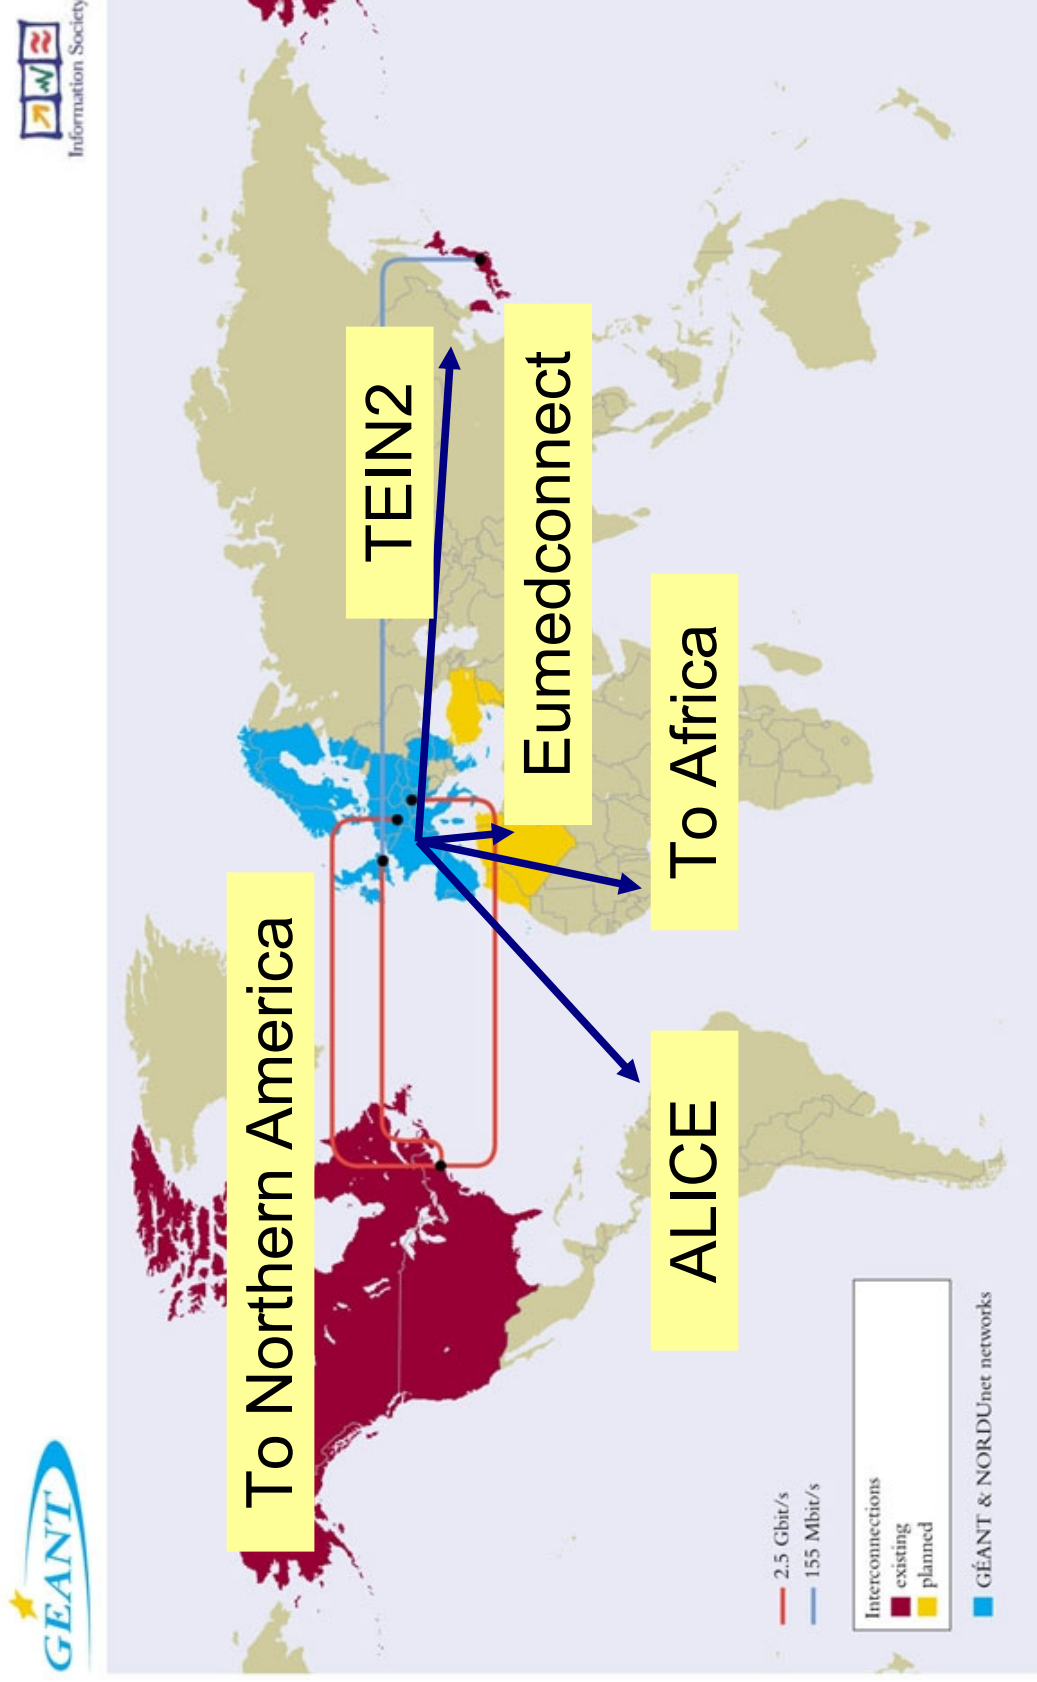 GÉANT
Information Society
To Northern America
TEIN2
Eumedconnect
To Africa
ALICE
2.5 Gbit/s
155 Mbit/s
Interconnections
existing
planned
GÉANT & NORDUnet networks